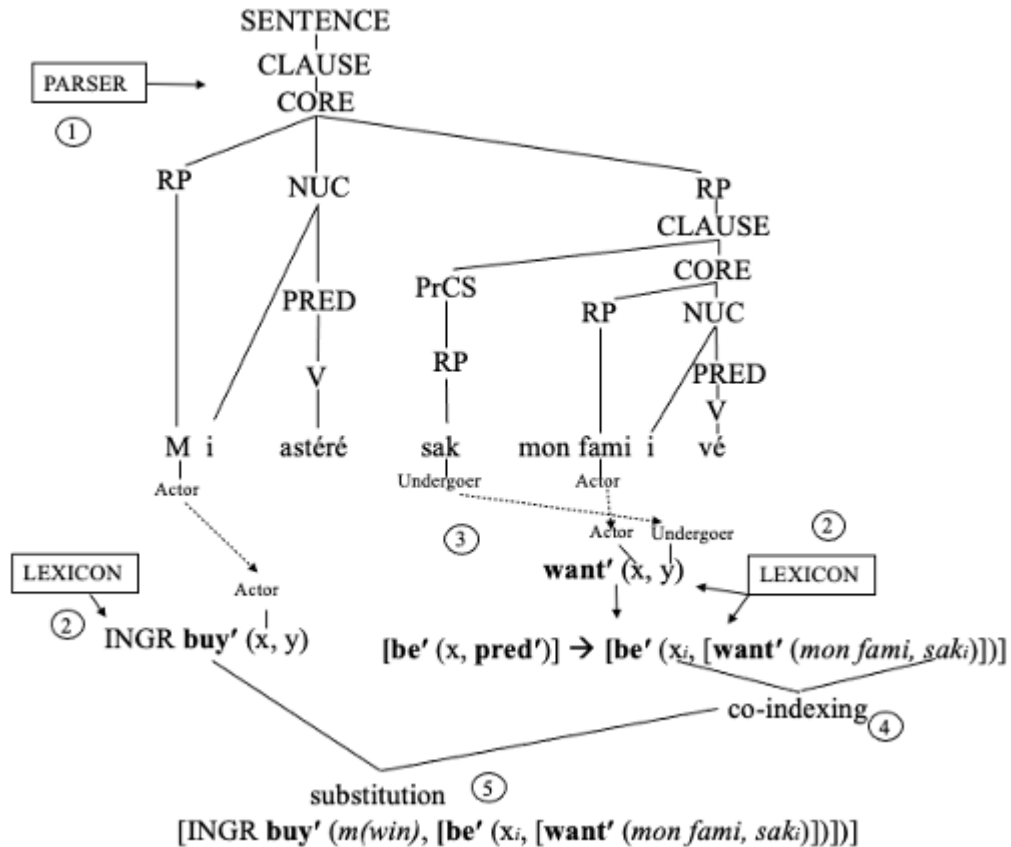 SENTENCE
CLAUSE
PARSER
CORE
①
RP NUC RP
CLAUSE
PrCS CORE
PRED RP NUC
RP
V PRED
V
M i astéré sak mon fami i vé
Actor Undergoer Actor
③ Actor Undergoer ②
LEXICON want′ (x, y) LEXICON
Actor
② INGR buy′ (x, y)
[be′ (x, pred′)] → [be′ (xi, [want′ (mon fami, saki)])]
co-indexing ④
substitution ⑤
[INGR buy′ (m(win), [be′ (xi, [want′ (mon fami, saki)])])]